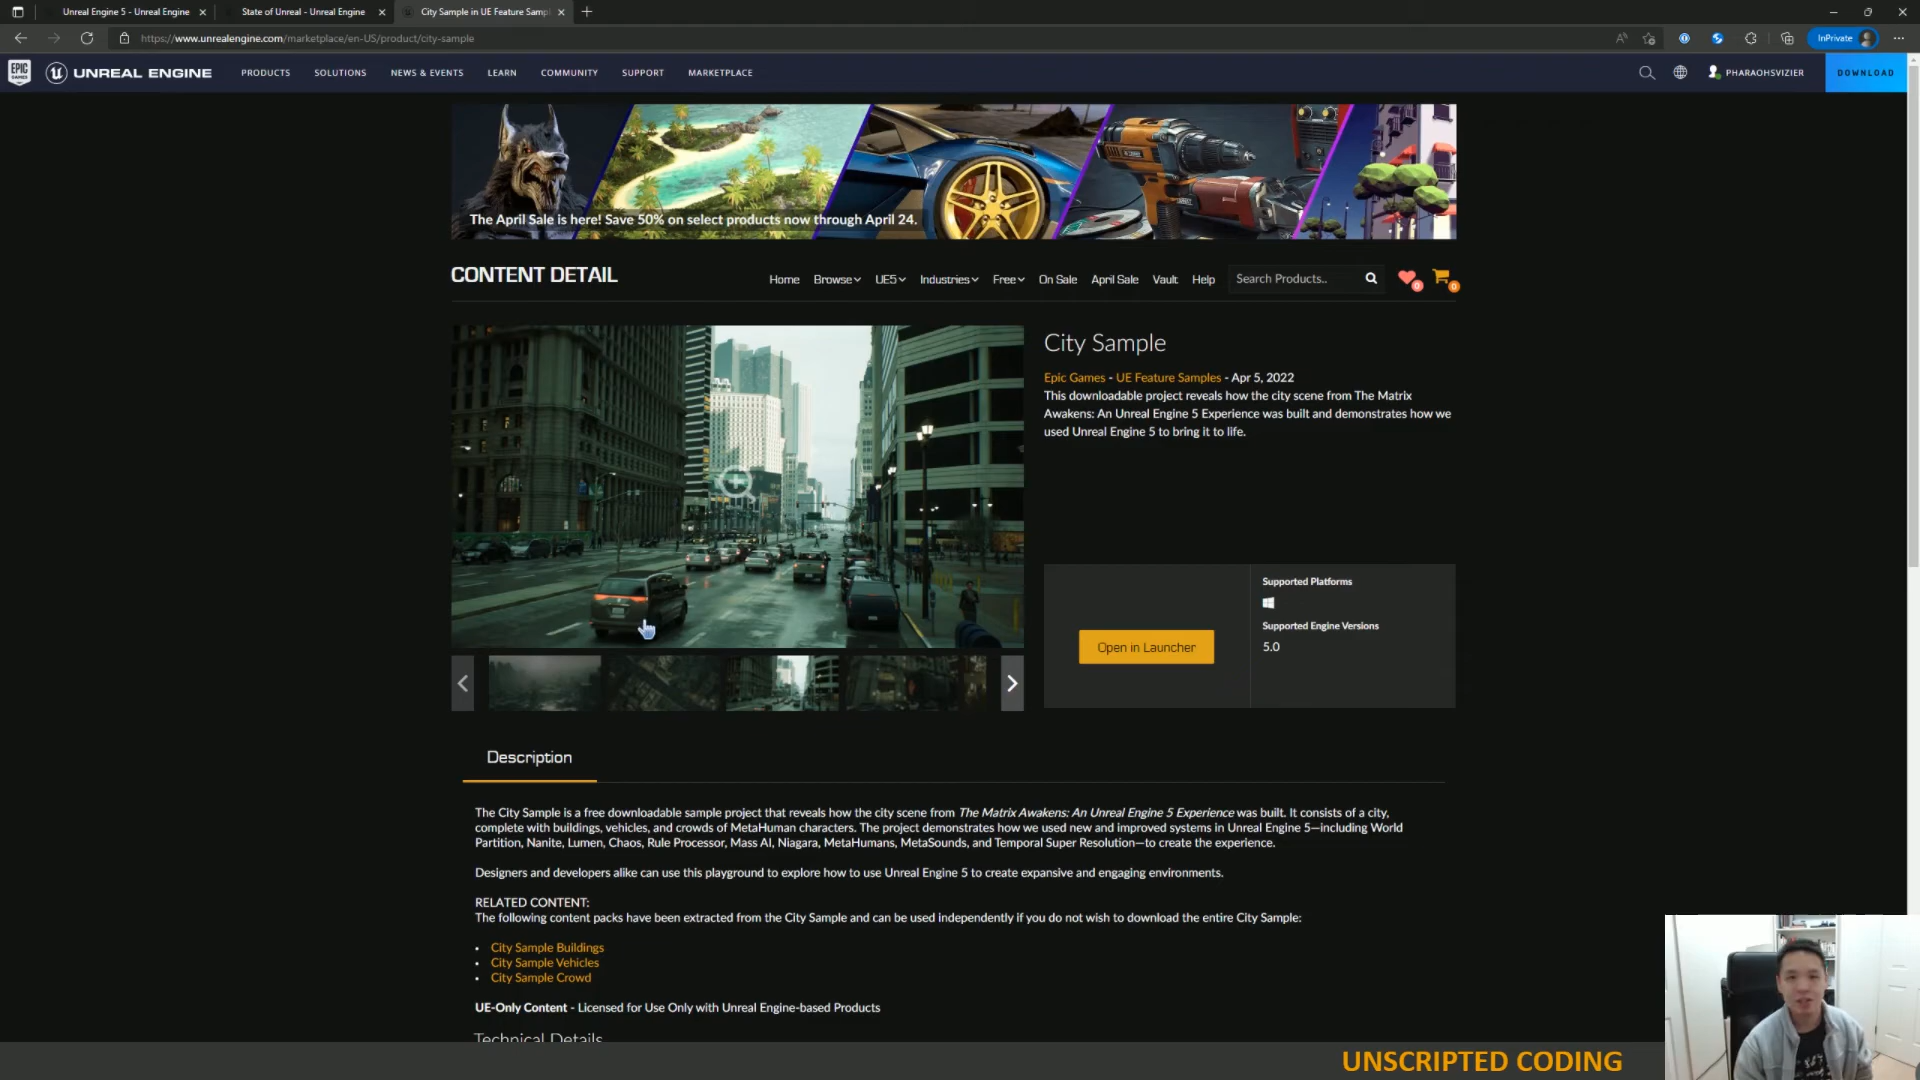 Unreal Engine 5 - Unreal Engine
State of Unreal - Unreal Engine
City Sample in UE Feature Sampl
https://www.unrealengine.com/marketplace/en-US/product/city-sample
InPrivate
EPIC GAMES
UNREAL ENGINE
PRODUCTS
SOLUTIONS
NEWS & EVENTS
LEARN
COMMUNITY
SUPPORT
MARKETPLACE
PHARAOHSVIZIER
DOWNLOAD
The April Sale is here! Save 50% on select products now through April 24.
CONTENT DETAIL
Home
Browse
UE5
Industries
Free
On Sale
April Sale
Vault
Help
Search Products..
0
0
City Sample
Epic Games - UE Feature Samples - Apr 5, 2022
This downloadable project reveals how the city scene from The Matrix
Awakens: An Unreal Engine 5 Experience was built and demonstrates how we
used Unreal Engine 5 to bring it to life.
Open in Launcher
Supported Platforms
Supported Engine Versions
5.0
Description
The City Sample is a free downloadable sample project that reveals how the city scene from The Matrix Awakens: An Unreal Engine 5 Experience was built. It consists of a city,
complete with buildings, vehicles, and crowds of MetaHuman characters. The project demonstrates how we used new and improved systems in Unreal Engine 5—including World
Partition, Nanite, Lumen, Chaos, Rule Processor, Mass AI, Niagara, MetaHumans, MetaSounds, and Temporal Super Resolution—to create the experience.
Designers and developers alike can use this playground to explore how to use Unreal Engine 5 to create expansive and engaging environments.
RELATED CONTENT:
The following content packs have been extracted from the City Sample and can be used independently if you do not wish to download the entire City Sample:
• City Sample Buildings
• City Sample Vehicles
• City Sample Crowd
UE-Only Content - Licensed for Use Only with Unreal Engine-based Products
Technical Details
UNSCRIPTED CODING